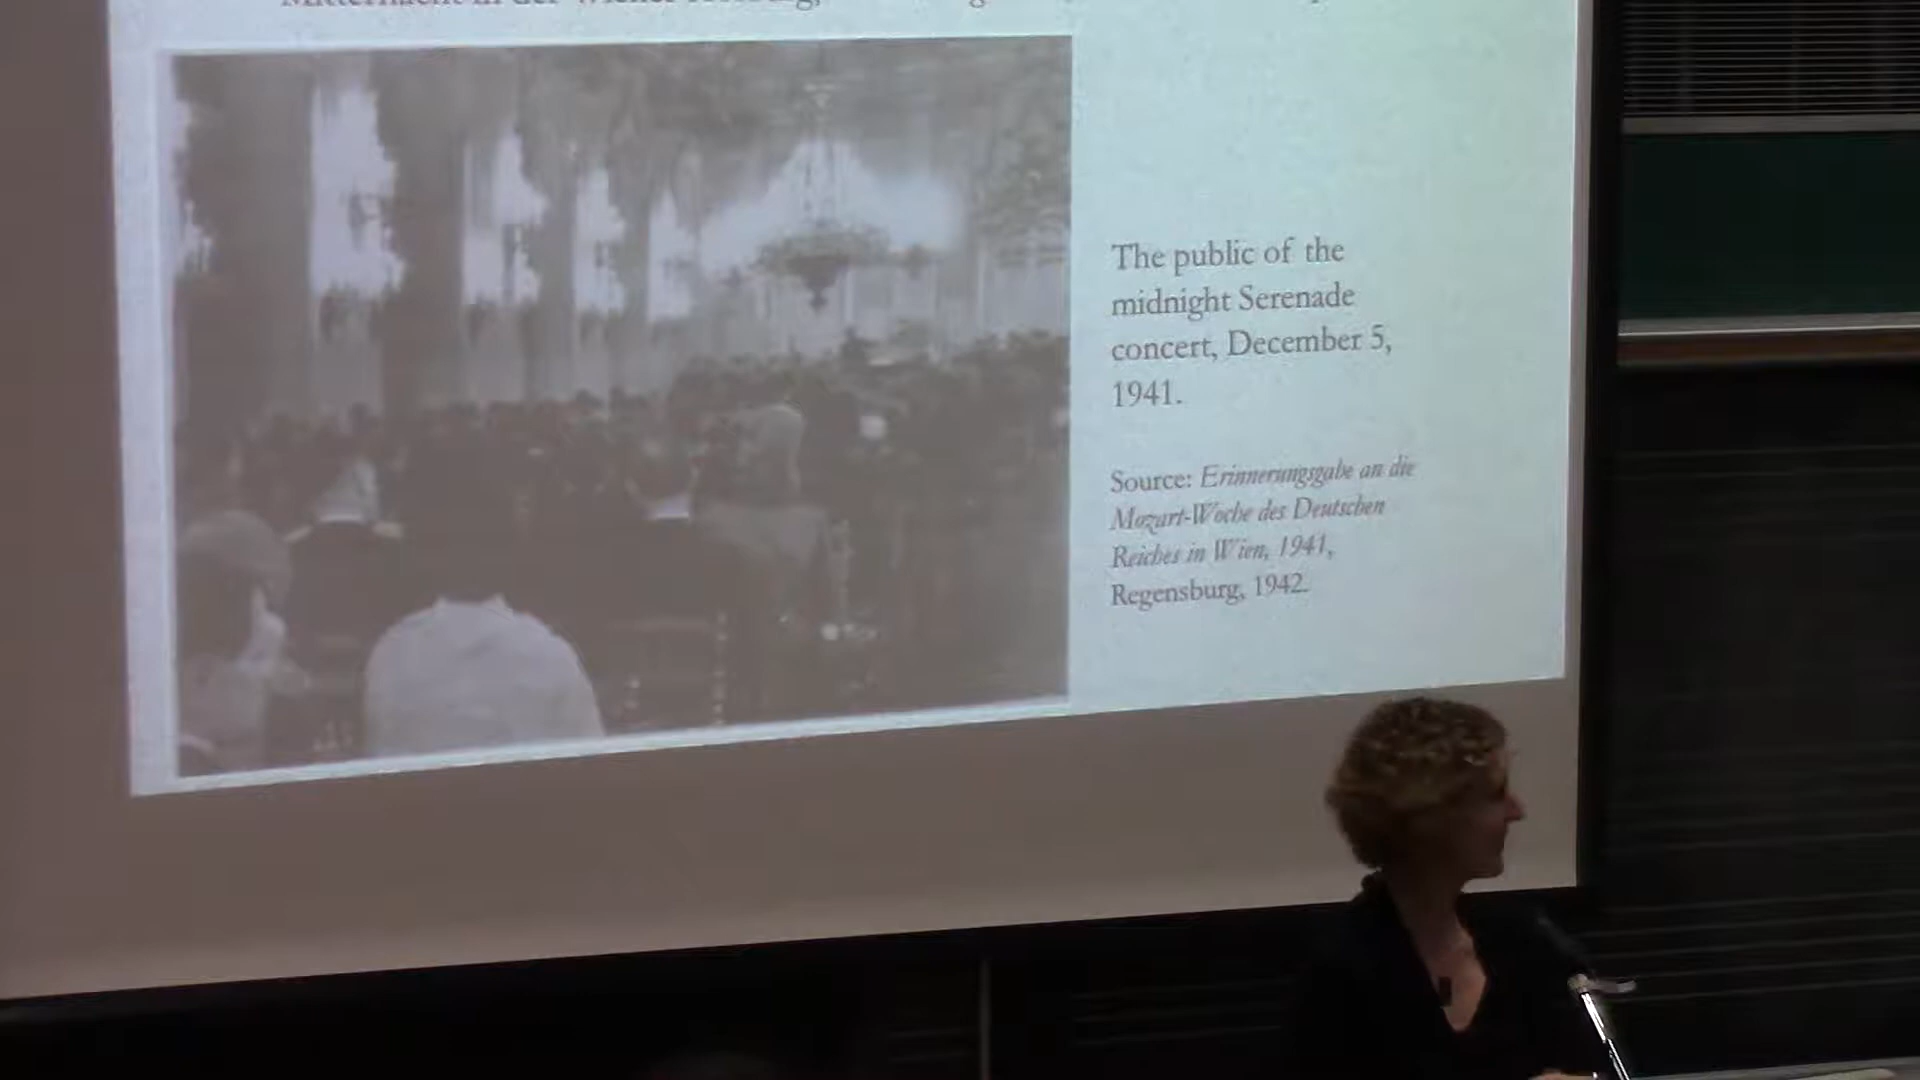 The public of the
midnight Serenade
concert, December 5,
1941.
Source: Erinnerungsgabe an die
Mozart-Woche des Deutschen
Reiches in Wien, 1941,
Regensburg, 1942.